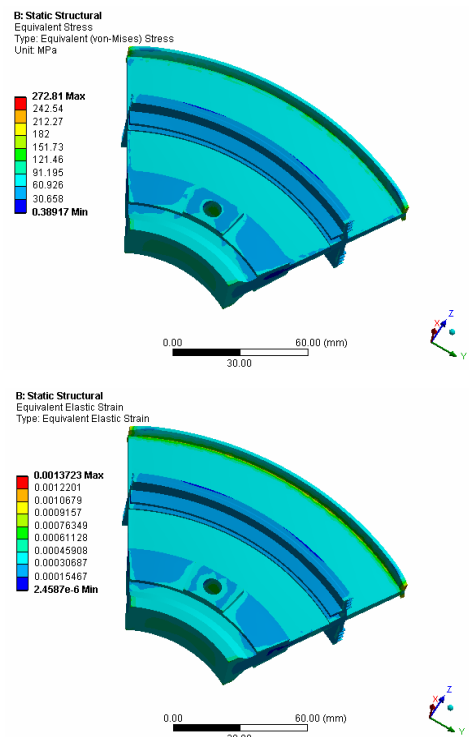 B: Static Structural
Equivalent Stress
Type: Equivalent (von-Mises) Stress
Unit: MPa
272.81 Max
242.54
212.27
182
151.73
121.46
91.195
60.926
30.658
0.38917 Min
0.00
60.00 (mm)
30.00
X
Z
Y
B: Static Structural
Equivalent Elastic Strain
Type: Equivalent Elastic Strain
0.0013723 Max
0.0012201
0.0010679
0.0009157
0.00076349
0.00061128
0.00045908
0.00030687
0.00015467
2.4587e-6 Min
0.00
60.00 (mm)
30.00
X
Z
Y